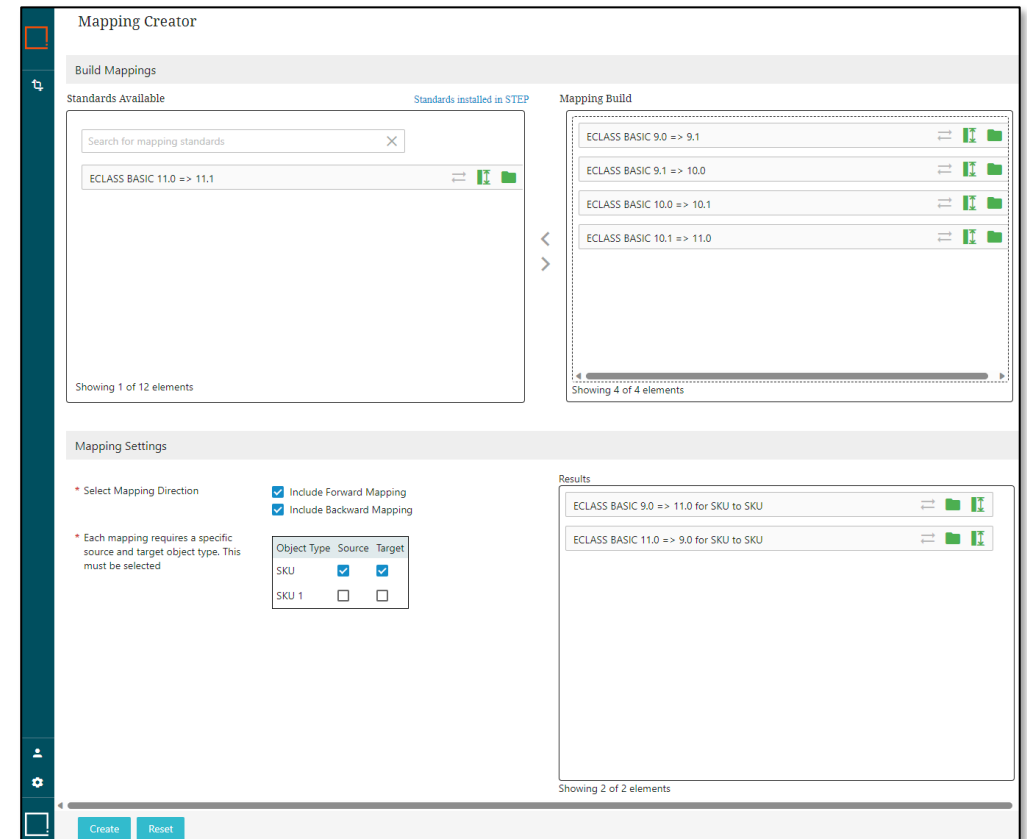 Mapping Creator
Build Mappings
Standards Available
Standards installed in STEP
Search for mapping standards
ECLASS BASIC 11.0 => 11.1
Showing 1 of 12 elements
Mapping Build
ECLASS BASIC 9.0 => 9.1
ECLASS BASIC 9.1 => 10.0
ECLASS BASIC 10.0 => 10.1
ECLASS BASIC 10.1 => 11.0
Showing 4 of 4 elements
Mapping Settings
* Select Mapping Direction
Include Forward Mapping
Include Backward Mapping
* Each mapping requires a specific
source and target object type. This
must be selected
Object Type Source Target
SKU
SKU 1
Results
ECLASS BASIC 9.0 => 11.0 for SKU to SKU
ECLASS BASIC 11.0 => 9.0 for SKU to SKU
Showing 2 of 2 elements
Create
Reset